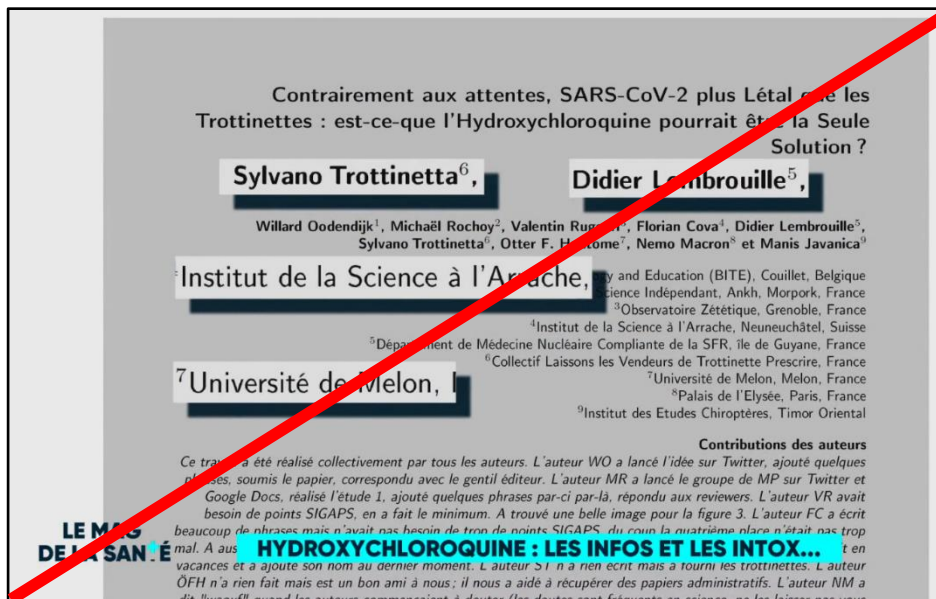 Contrairement aux attentes, SARS-CoV-2 plus Létal que les
Trottinettes : est-ce-que l'Hydroxychloroquine pourrait être la Seule
Solution ?
Sylvano Trottinetta⁶,
Didier Lembrouille⁵,
Willard Oodendijk¹, Michaël Rochoy², Valentin Florian Cova⁴, Didier Lembrouille⁵,
Sylvano Trottinetta⁶, Otter F. Nemo Macron⁸ et Manis Javanica⁹
Institut de la Science à l'Arrache,
and Education (BITE), Couillet, Belgique
Indépendant, Ankh, Morpork, France
³Observatoire Zététique, Grenoble, France
⁴Institut de la Science à l'Arrache, Neuneuchâtel, Suisse
⁵Département de Médecine Nucléaire Compliante de la SFR, île de Guyane, France
⁶Collectif Laissons les Vendeurs de Trottinette Prescrire, France
⁷Université de Melon,
⁷Université de Melon, Melon, France
⁸Palais de l'Elysée, Paris, France
⁹Institut des Etudes Chiroptères, Timor Oriental
Contributions des auteurs
Ce travail a été réalisé collectivement par tous les auteurs. L'auteur WO a lancé l'idée sur Twitter, ajouté quelques
phrases, soumis le papier, correspondu avec le gentil éditeur. L'auteur MR a lancé le groupe de MP sur Twitter et
Google Docs, réalisé l'étude 1, ajouté quelques phrases par-ci par-là, répondu aux reviewers. L'auteur VR avait
besoin de points SIGAPS, en a fait le minimum. A trouvé une belle image pour la figure 3. L'auteur FC a écrit
beaucoup de phrases mais n'avait pas besoin de trop de points SIGAPS, du coup la quatrième place n'était pas trop
mal. A en
vacances et a ajouté son nom au dernier moment. L'auteur ST n'a rien écrit mais a fourni les trottinettes. L'auteur
ÖFH n'a rien fait mais est un bon ami à nous ; il nous a aidé à récupérer des papiers administratifs. L'auteur NM a
LE MAG
DE LA SANTÉ
HYDROXYCHLOROQUINE : LES INFOS ET LES INTOX...